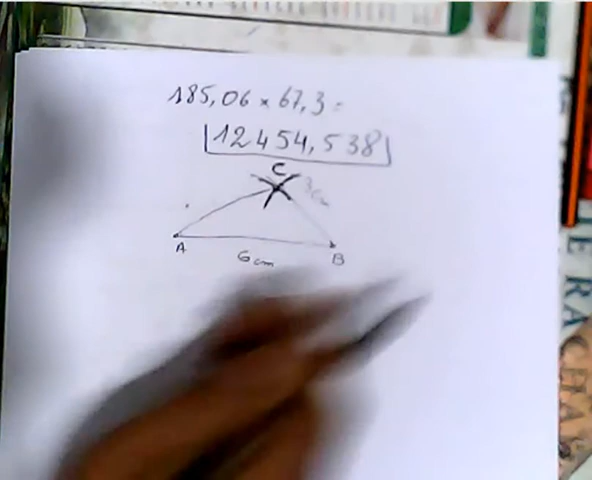 185,06 × 67,3 =
12454,538
C
3cm
A
B
6cm